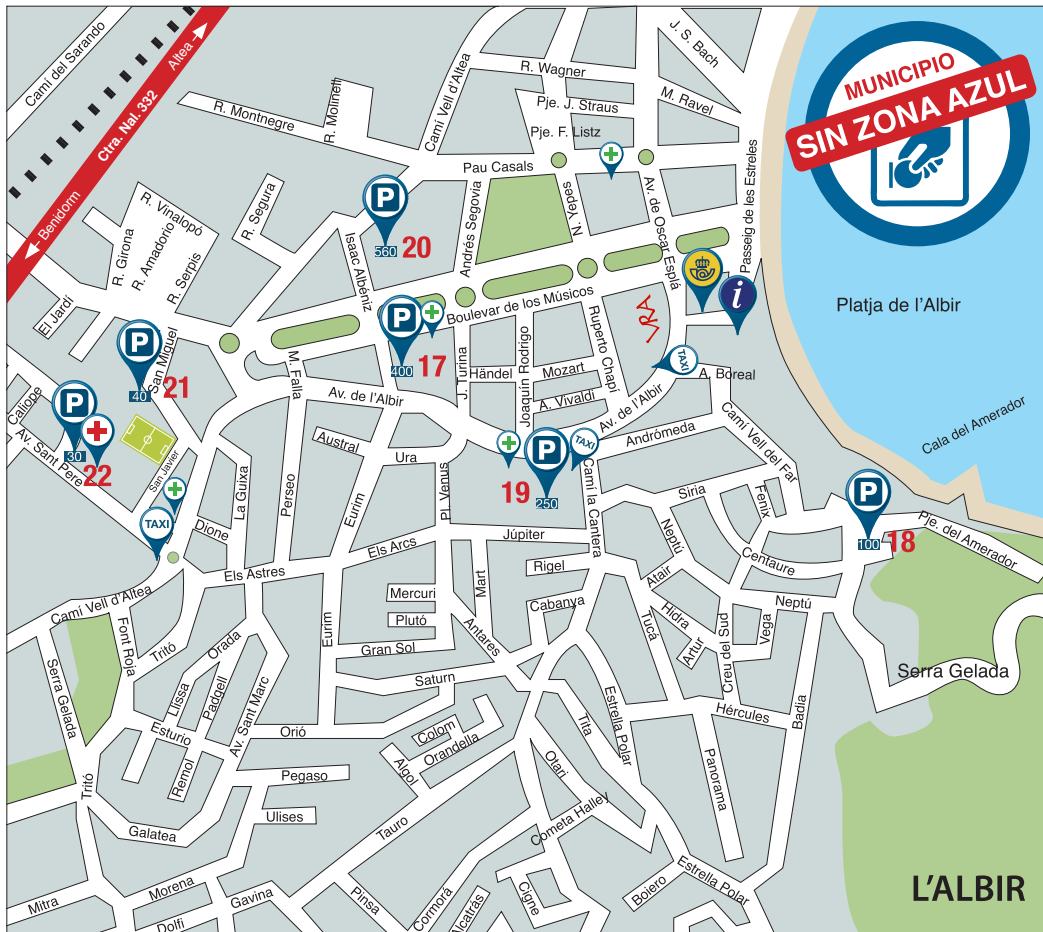 Camí del Sarando
Altea
Ctra. Nal. 332
Benidorm
R. Montnegre
R. Molinell
Camí Vell d'Altea
R. Wagner
J. S. Bach
Pje. J. Straus
M. Ravel
Pje. F. Listz
Pau Casals
MUNICIPIO
SIN ZONA AZUL
R. Vinalopó
R. Girona
R. Amadorio
R. Serpis
R. Segura
P
560
20
Isaac Albéniz
Andrés Segovia
N. Yepes
Av. de Oscar Esplá
Passeig de les Estreles
i
Platja de l'Albir
El Jardí
San Miguel
P
40
21
P
400
17
Boulevar de los Músicos
J. Turina
Händel
Joaquín Rodrigo
Mozart
Ruperto Chapí
A. Vivaldi
TAXI
A. Boreal
M. Falla
Av. de l'Albir
Av. de l'Albir
Caliope
P
30
22
Av. Sant Pere
San Javier
TAXI
Dione
La Guixa
Perseo
Austral
Ura
Eurim
Pl. Venus
P
250
19
TAXI
Andrómeda
Camí la Cantera
Camí Vell del Far
Cala del Amerador
P
100
18
Pje. del Amerador
Siria
Fenix
Neptú
Centaure
Júpiter
Els Arcs
Els Astres
Mercuri
Plutó
Mart
Rigel
Cabanya
Atair
Hidra
Artur
Creu del Sud
Vega
Neptú
Tucá
Camí Vell d'Altea
Font Roja
Tritó
Orada
Llissa
Padgell
Av. Sant Marc
Serra Gelada
Eurim
Gran Sol
Antares
Saturn
Serra Gelada
Esturio
Remol
Orió
Colom
Orandella
Algol
Tita
Estrella Polar
Hércules
Badia
Panorama
Pegaso
Ulises
Tritó
Galatea
Tauro
Otari
Cometa Halley
Mitra
Morena
Dolfi
Gavina
Pinsa
Cormorá
Alcatrás
Cigne
Boiero
Estrella Polar
L'ALBIR